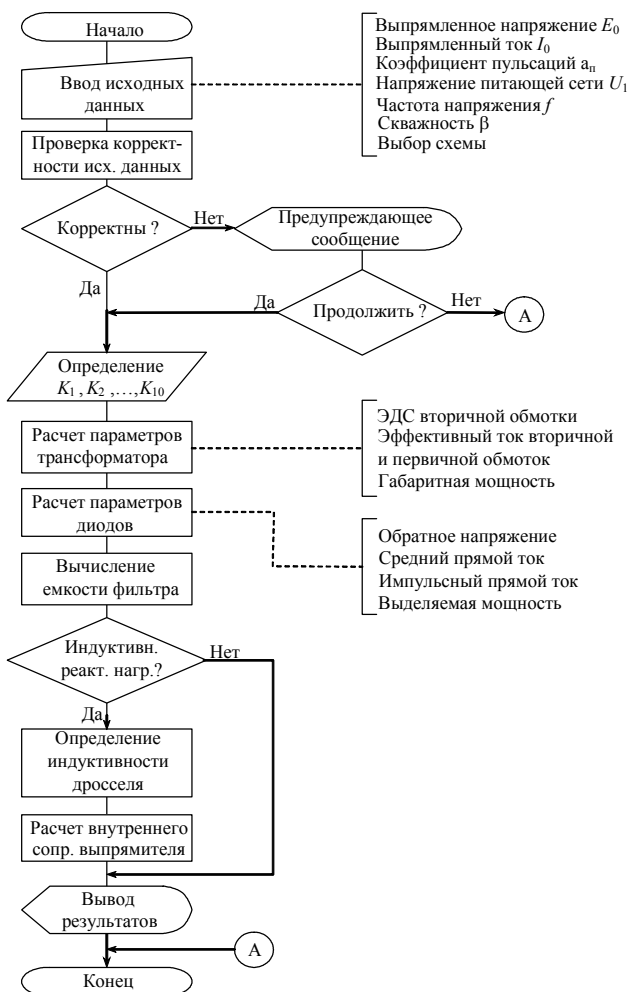 Начало
Ввод исходных
данных
Выпрямленное напряжение E₀
Выпрямленный ток I₀
Коэффициент пульсаций aп
Напряжение питающей сети U₁
Частота напряжения f
Скважность β
Выбор схемы
Проверка коррект-
ности исх. данных
Корректны ?
Нет
Предупреждающее
сообщение
Да
Продолжить ?
Да
Нет
А
Определение
K₁ , K₂ ,…,K₁₀
Расчет параметров
трансформатора
ЭДС вторичной обмотки
Эффективный ток вторичной
и первичной обмоток
Габаритная мощность
Расчет параметров
диодов
Обратное напряжение
Средний прямой ток
Импульсный прямой ток
Выделяемая мощность
Вычисление
емкости фильтра
Индуктивн.
реакт. нагр.?
Нет
Да
Определение
индуктивности
дросселя
Расчет внутреннего
сопр. выпрямителя
Вывод
результатов
А
Конец